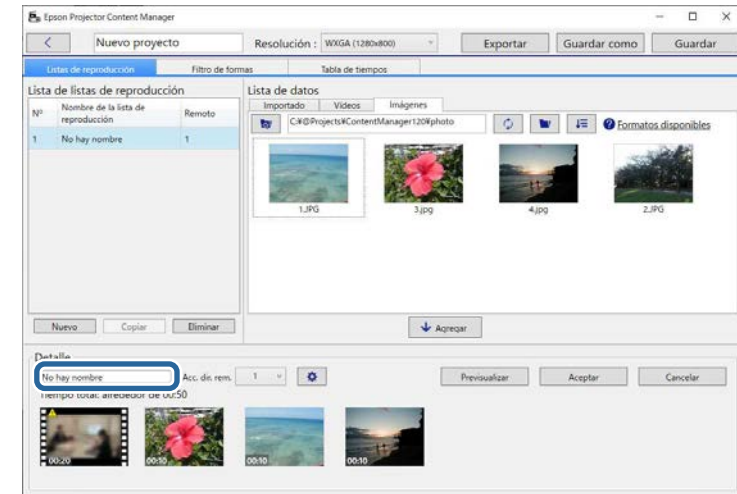 Epson Projector Content Manager
Nuevo proyecto Resolución : WXGA (1280x800) Exportar Guardar como Guardar
Listas de reproducción Filtro de formas Tabla de tiempos
Lista de listas de reproducción Lista de datos
Nº Nombre de la lista de reproducción Remoto
1 No hay nombre 1
Importado Vídeos Imágenes
C:¥@Projects¥ContentManager120¥photo Formatos disponibles
1.JPG 3.jpg 4.jpg 2.JPG
Nuevo Copiar Eliminar Agregar
Detalle
No hay nombre Acc. dir. rem. 1 Previsualizar Aceptar Cancelar
Tiempo total: alrededor de 00:50
00:20 00:10 00:10 00:10